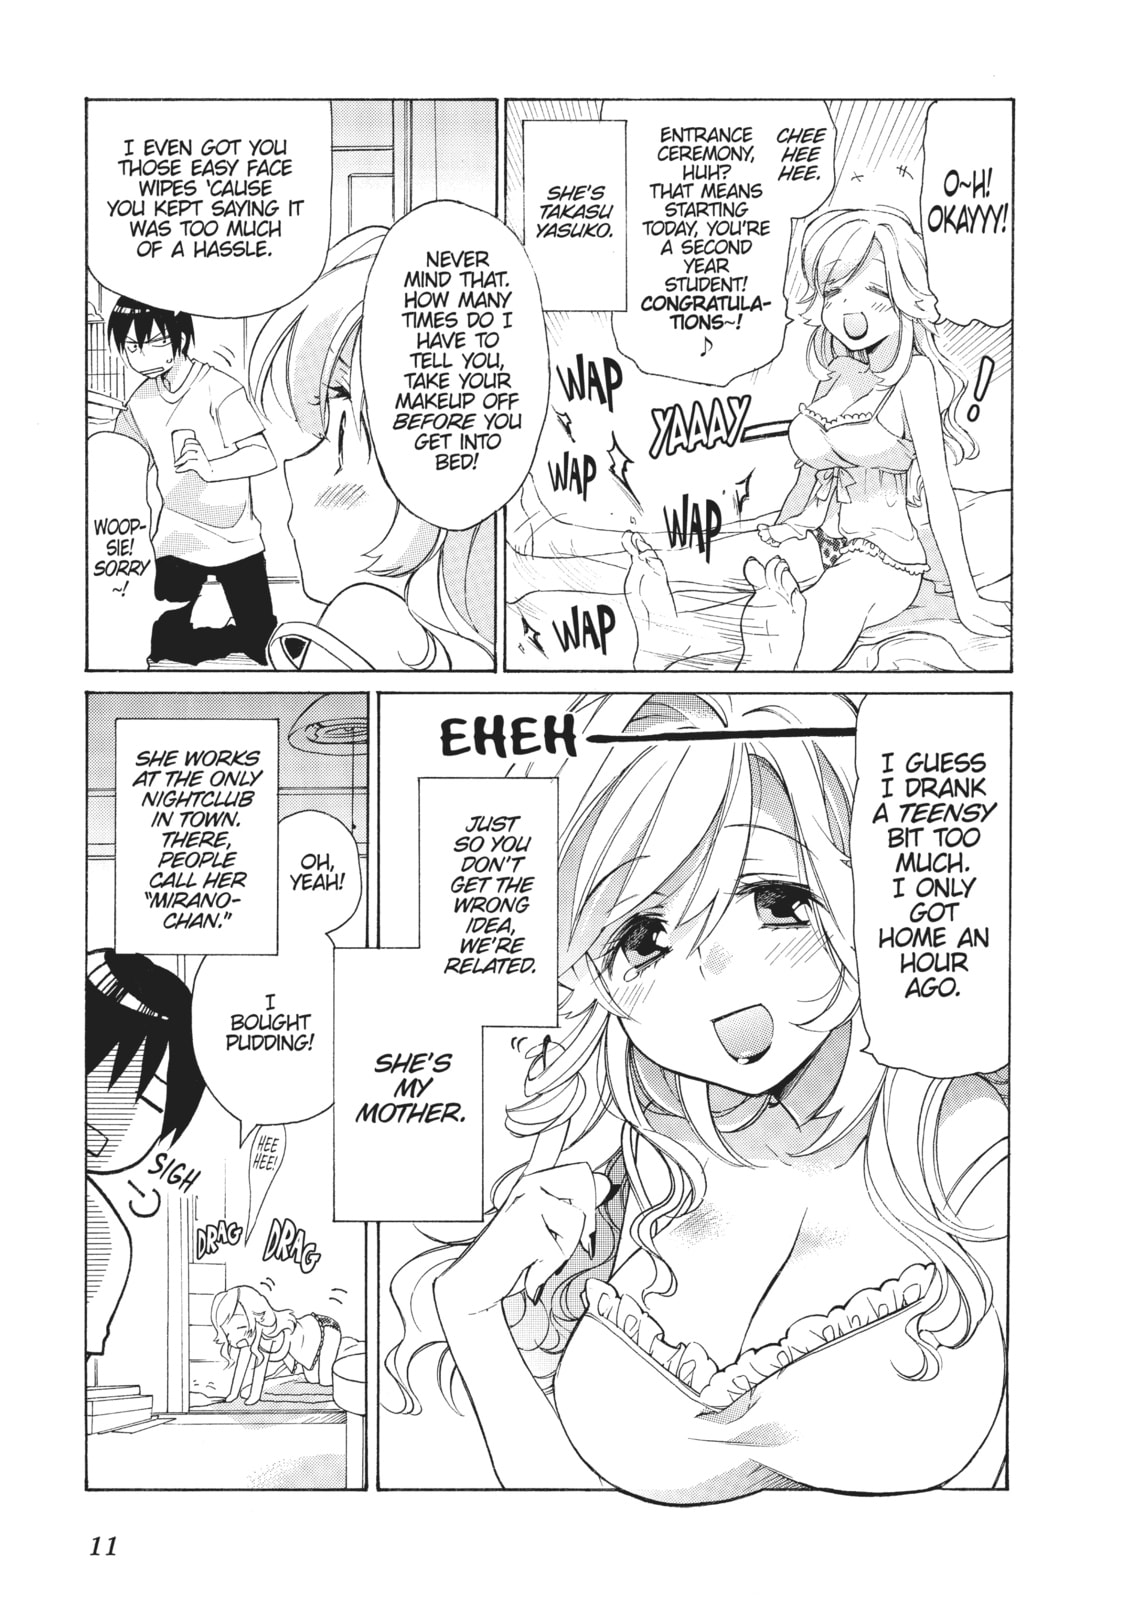 O~H!
OKAYYY!
CHEE
HEE
HEE.
ENTRANCE
CEREMONY,
HUH?
THAT MEANS
STARTING
TODAY, YOU'RE
A SECOND
YEAR
STUDENT!
CONGRATULA-
TIONS~!
♪
SHE'S
TAKASU
YASUKO.
!
YAAAY
WAP
WAP
WAP
WAP
NEVER
MIND THAT.
HOW MANY
TIMES DO I
HAVE TO
TELL YOU,
TAKE YOUR
MAKEUP OFF
BEFORE YOU
GET INTO
BED!
I EVEN GOT YOU
THOSE EASY FACE
WIPES 'CAUSE
YOU KEPT SAYING IT
WAS TOO MUCH
OF A HASSLE.
WOOP-
SIE!
SORRY
~!
I GUESS
I DRANK
A TEENSY
BIT TOO
MUCH.
I ONLY
GOT
HOME AN
HOUR
AGO.
EHEH
JUST
SO YOU
DON'T
GET THE
WRONG
IDEA,
WE'RE
RELATED.
SHE'S
MY
MOTHER.
SHE WORKS
AT THE ONLY
NIGHTCLUB
IN TOWN.
THERE,
PEOPLE
CALL HER
"MIRANO-
CHAN."
OH,
YEAH!
I
BOUGHT
PUDDING!
HEE
HEE!
SIGH
DRAG
DRAG
11